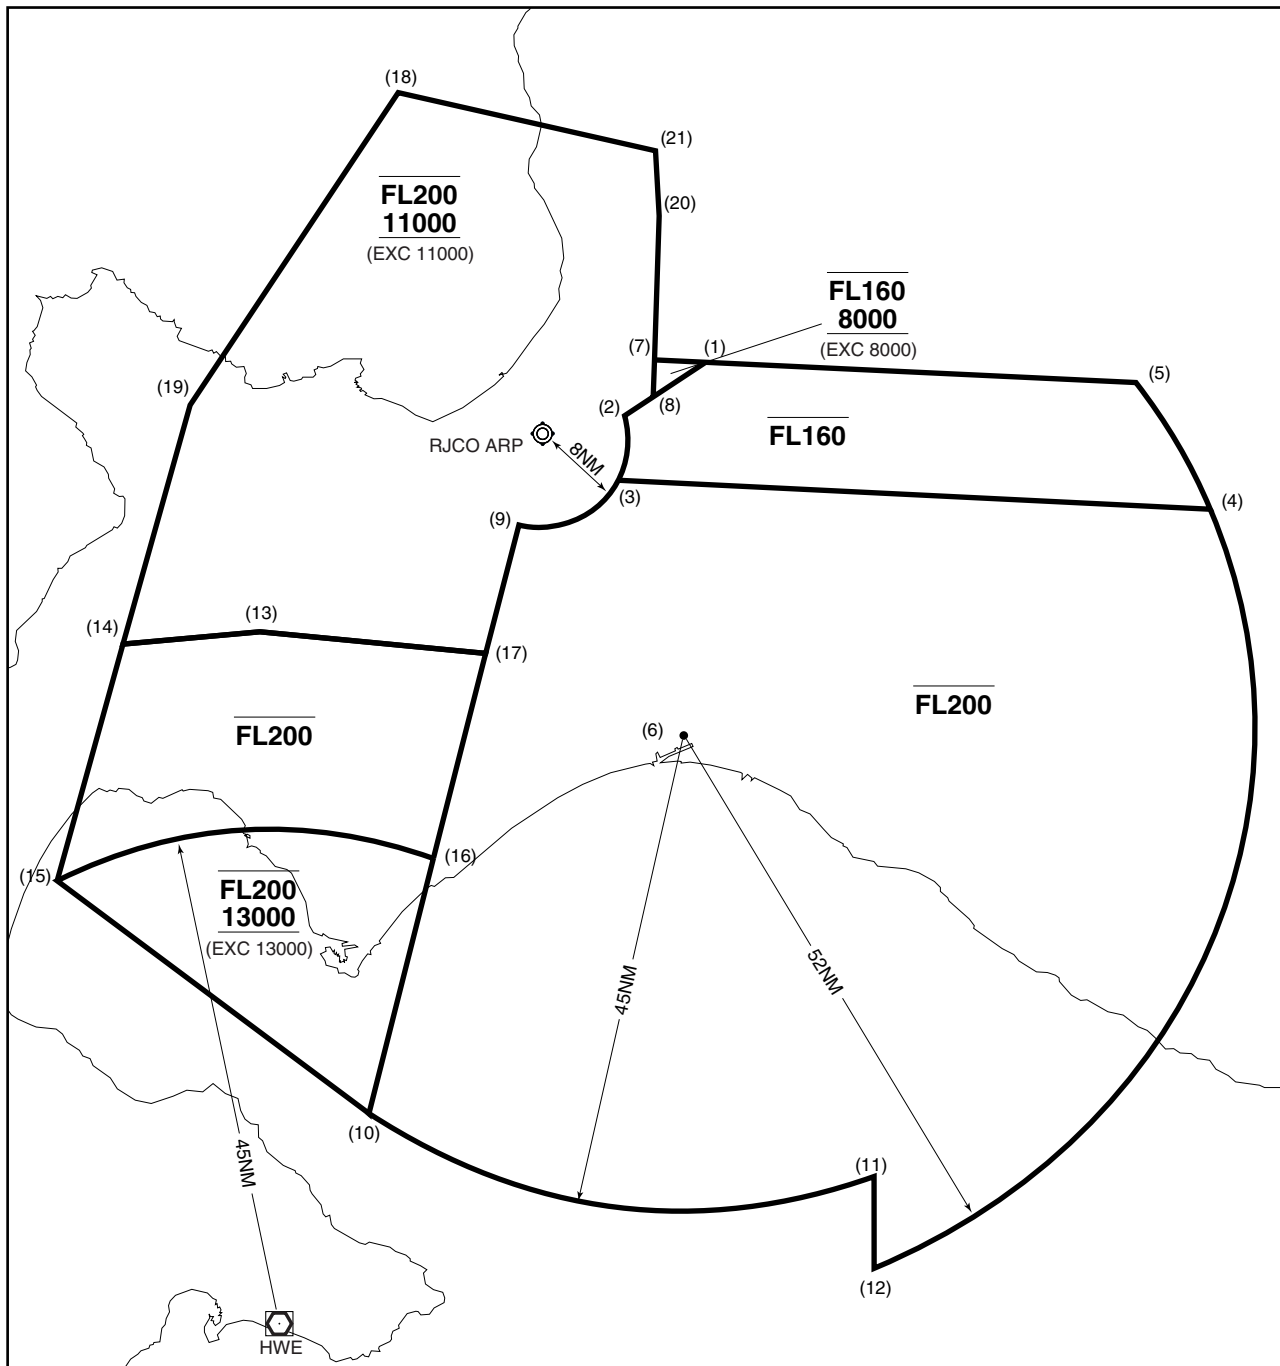 (18)
(21)
FL200
11000
(EXC 11000)
(20)
FL160
8000
(EXC 8000)
(7)
(1)
(5)
(19)
(2)
(8)
FL160
RJCO ARP
8NM
(3)
(4)
(9)
(13)
(14)
(17)
FL200
(6)
FL200
(16)
(15)
FL200
13000
(EXC 13000)
52NM
45NM
(10)
45NM
(11)
(12)
HWE